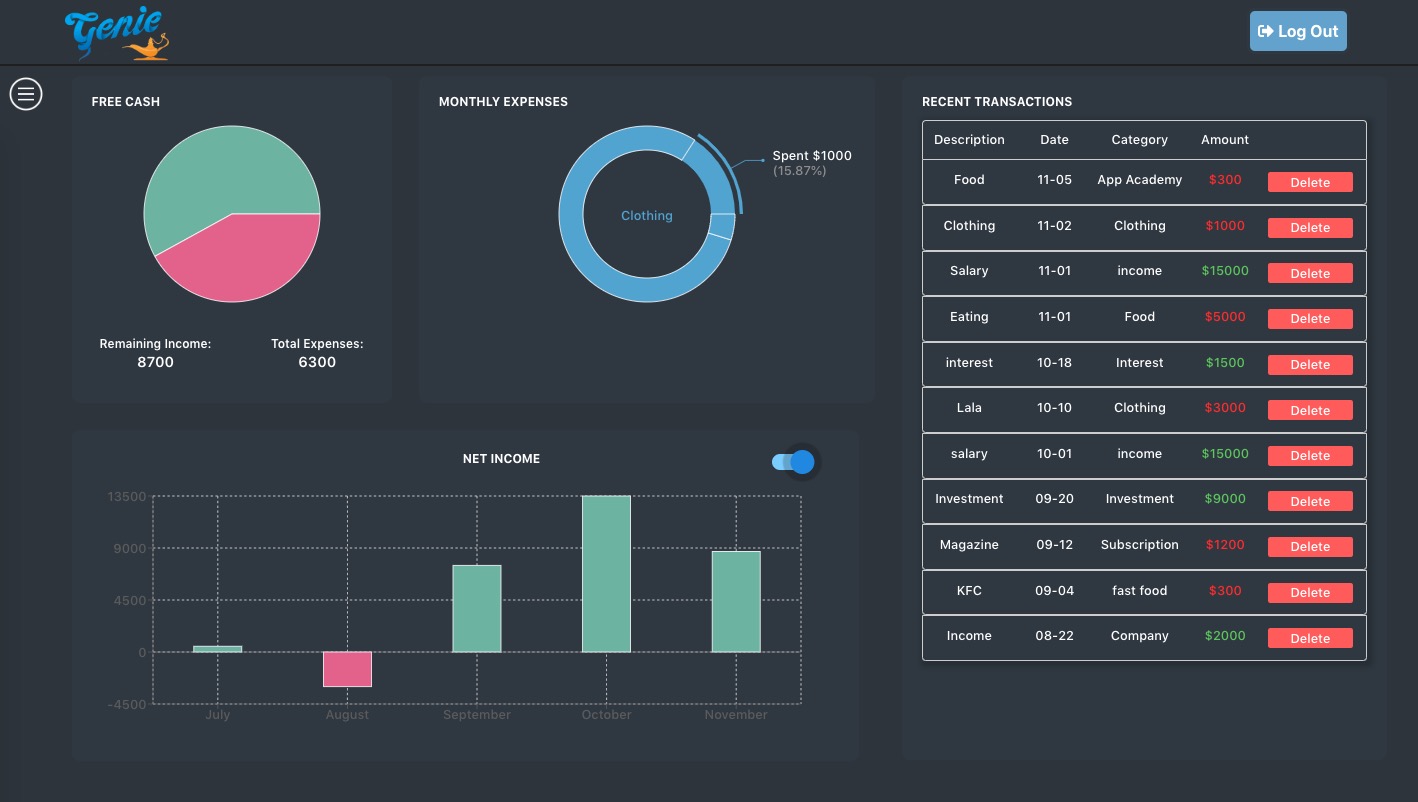 Genie
Log Out
FREE CASH
Remaining Income:
8700
Total Expenses:
6300
MONTHLY EXPENSES
Clothing
Spent $1000
(15.87%)
NET INCOME
13500
9000
4500
0
-4500
July August September October November
RECENT TRANSACTIONS
Description Date Category Amount
Food 11-05 App Academy $300 Delete
Clothing 11-02 Clothing $1000 Delete
Salary 11-01 income $15000 Delete
Eating 11-01 Food $5000 Delete
interest 10-18 Interest $1500 Delete
Lala 10-10 Clothing $3000 Delete
salary 10-01 income $15000 Delete
Investment 09-20 Investment $9000 Delete
Magazine 09-12 Subscription $1200 Delete
KFC 09-04 fast food $300 Delete
Income 08-22 Company $2000 Delete